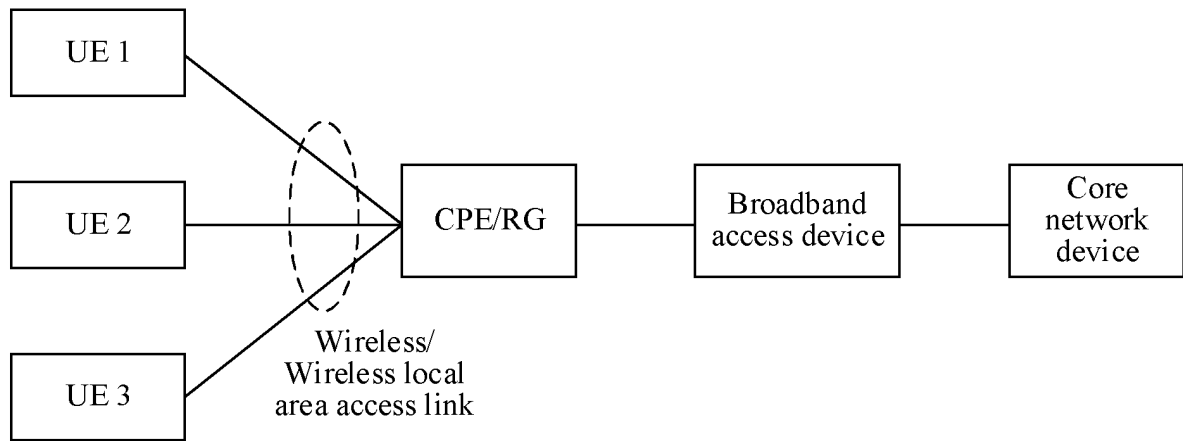 UE 1
UE 2
UE 3
Wireless/
Wireless local
area access link
CPE/RG
Broadband
access device
Core
network
device